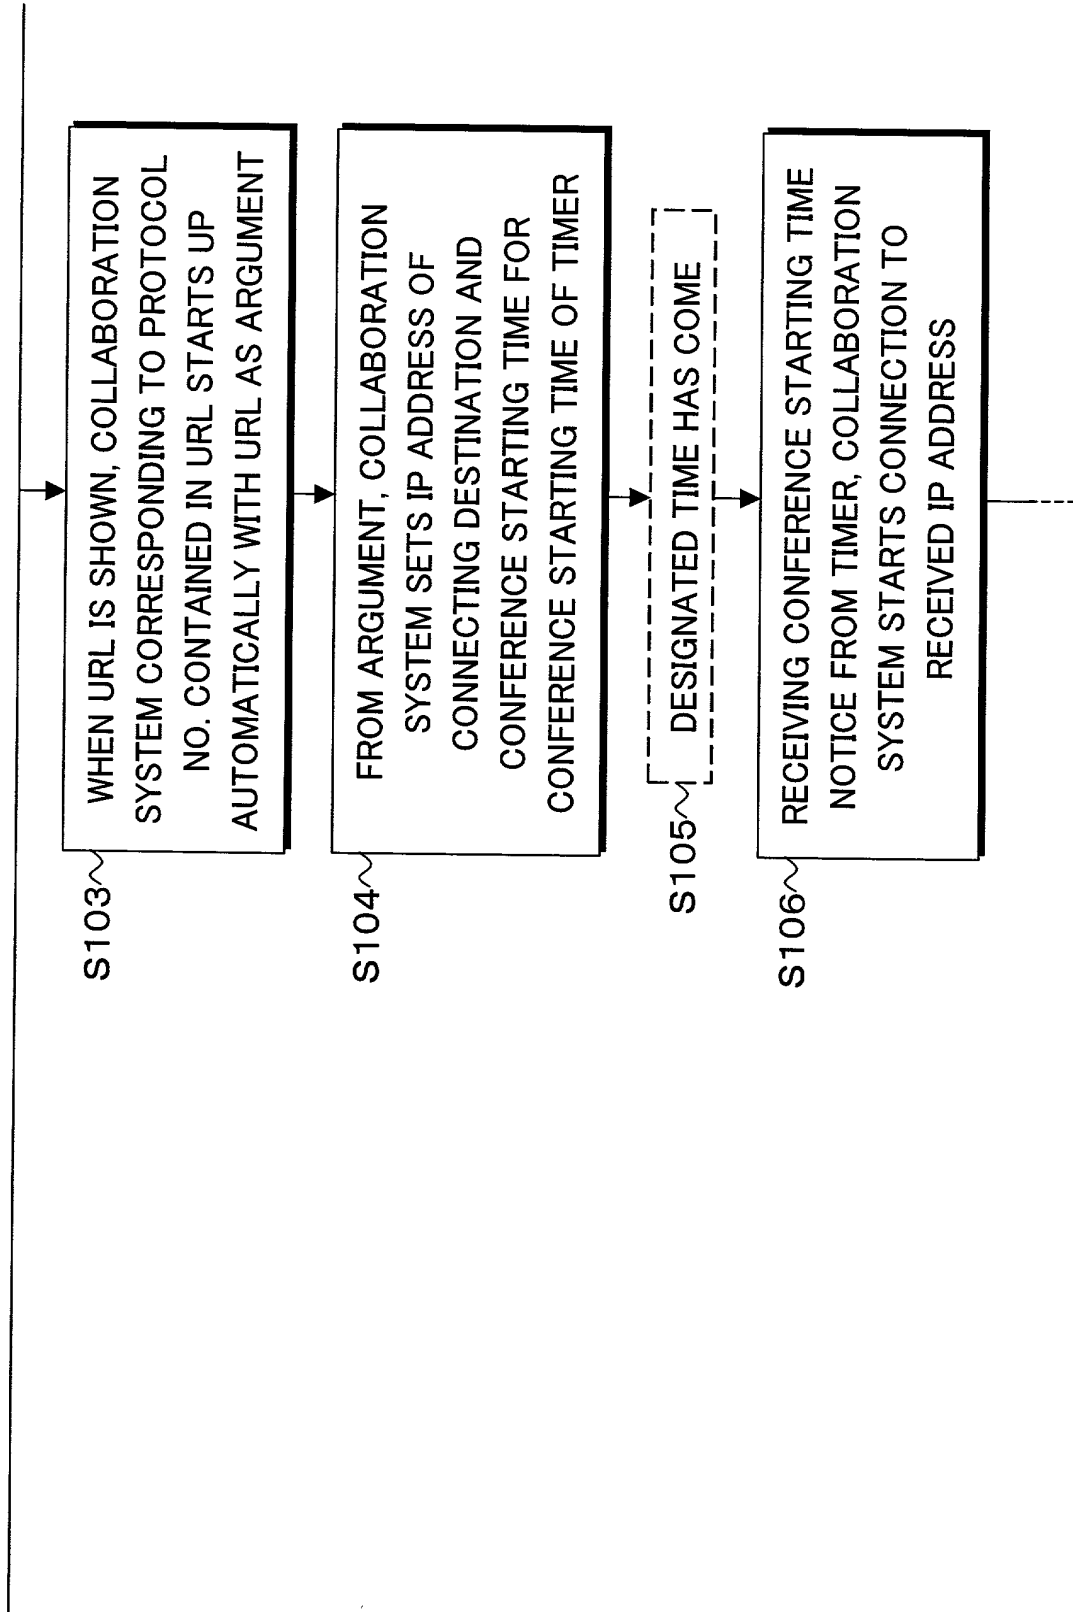 S103
WHEN URL IS SHOWN, COLLABORATION
SYSTEM CORRESPONDING TO PROTOCOL
NO. CONTAINED IN URL STARTS UP
AUTOMATICALLY WITH URL AS ARGUMENT
S104
FROM ARGUMENT, COLLABORATION
SYSTEM SETS IP ADDRESS OF
CONNECTING DESTINATION AND
CONFERENCE STARTING TIME FOR
CONFERENCE STARTING TIME OF TIMER
S105
DESIGNATED TIME HAS COME
S106
RECEIVING CONFERENCE STARTING TIME
NOTICE FROM TIMER, COLLABORATION
SYSTEM STARTS CONNECTION TO
RECEIVED IP ADDRESS